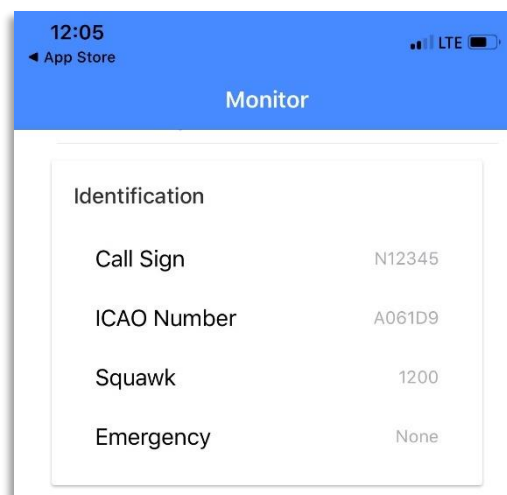 12:05
LTE
◀ App Store
Monitor
Identification
Call Sign N12345
ICAO Number A061D9
Squawk 1200
Emergency None